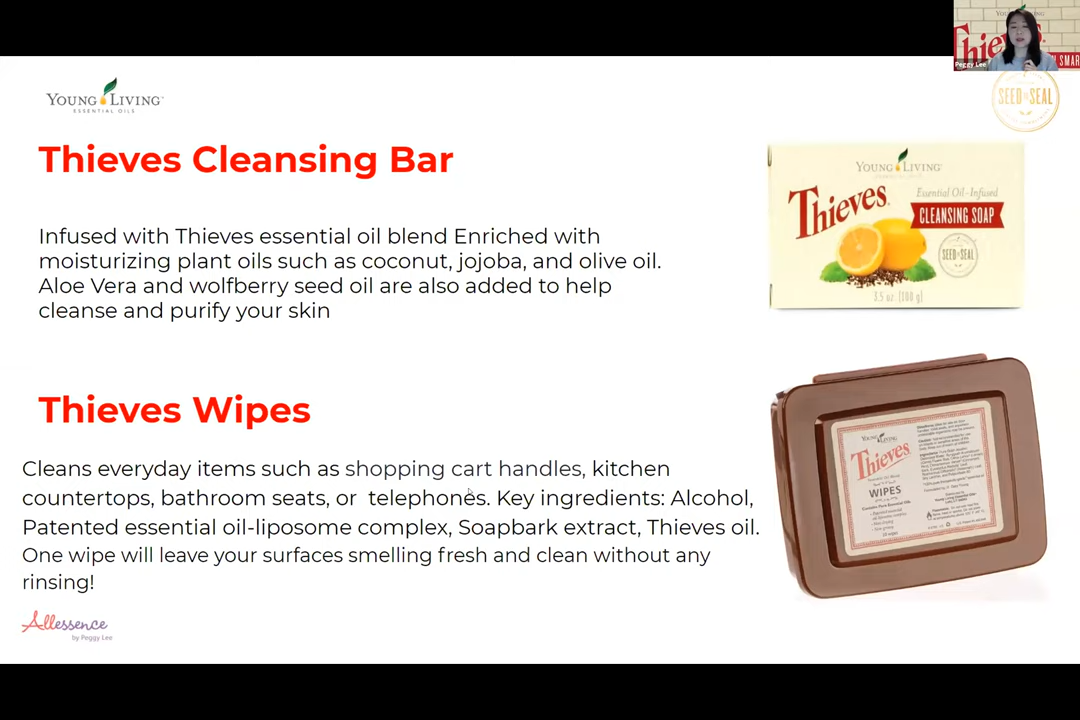 YOUNG LIVING
Thieves
SMAR
Peggy Lee
YOUNG LIVING
ESSENTIAL OILS
SEED TO SEAL
Thieves Cleansing Bar
Infused with Thieves essential oil blend Enriched with
moisturizing plant oils such as coconut, jojoba, and olive oil.
Aloe Vera and wolfberry seed oil are also added to help
cleanse and purify your skin
YOUNG LIVING
Thieves
Essential Oil-Infused
CLEANSING SOAP
SEED TO SEAL
3.5 oz. (100 g)
Thieves Wipes
Cleans everyday items such as shopping cart handles, kitchen
countertops, bathroom seats, or telephones. Key ingredients: Alcohol,
Patented essential oil-liposome complex, Soapbark extract, Thieves oil.
One wipe will leave your surfaces smelling fresh and clean without any
rinsing!
YOUNG LIVING
Thieves
WIPES
Allessence
by Peggy Lee